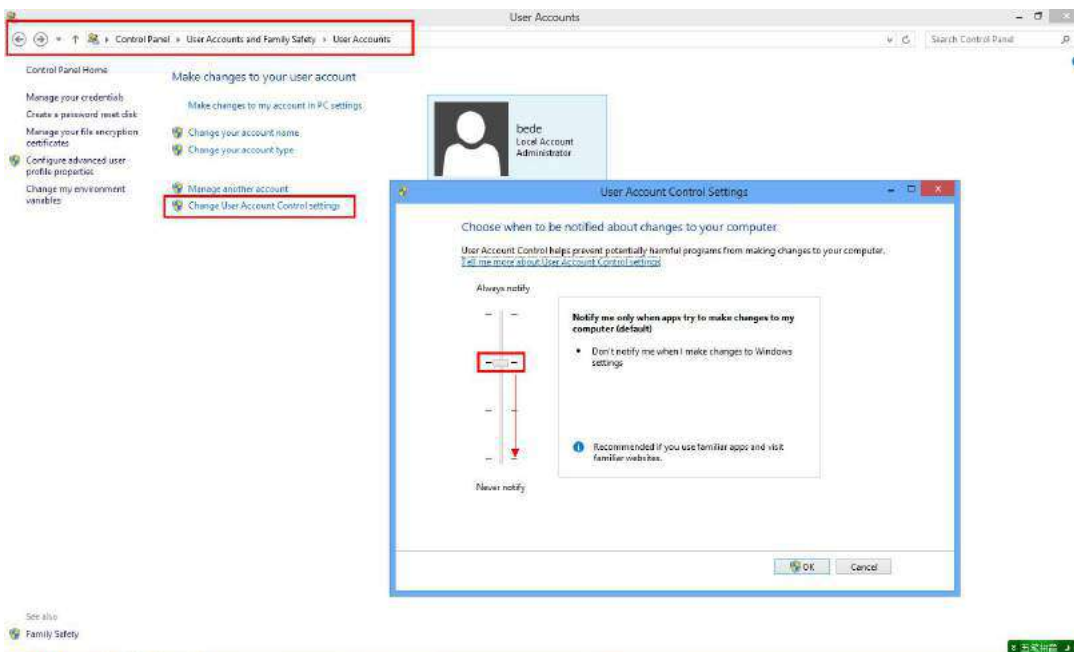 User Accounts
Control Panel ▸ User Accounts and Family Safety ▸ User Accounts
Search Control Panel
Control Panel Home
Manage your credentials
Create a password reset disk
Manage your file encryption
certificates
Configure advanced user
profile properties
Change my environment
variables
Make changes to your user account
Make changes to my account in PC settings
Change your account name
Change your account type
Manage another account
Change User Account Control settings
bede
Local Account
Administrator
User Account Control Settings
Choose when to be notified about changes to your computer
User Account Control helps prevent potentially harmful programs from making changes to your computer.
Tell me more about User Account Control settings
Always notify
Notify me only when apps try to make changes to my
computer (default)
• Don't notify me when I make changes to Windows
settings
Recommended if you use familiar apps and visit
familiar websites.
Never notify
OK
Cancel
See also
Family Safety